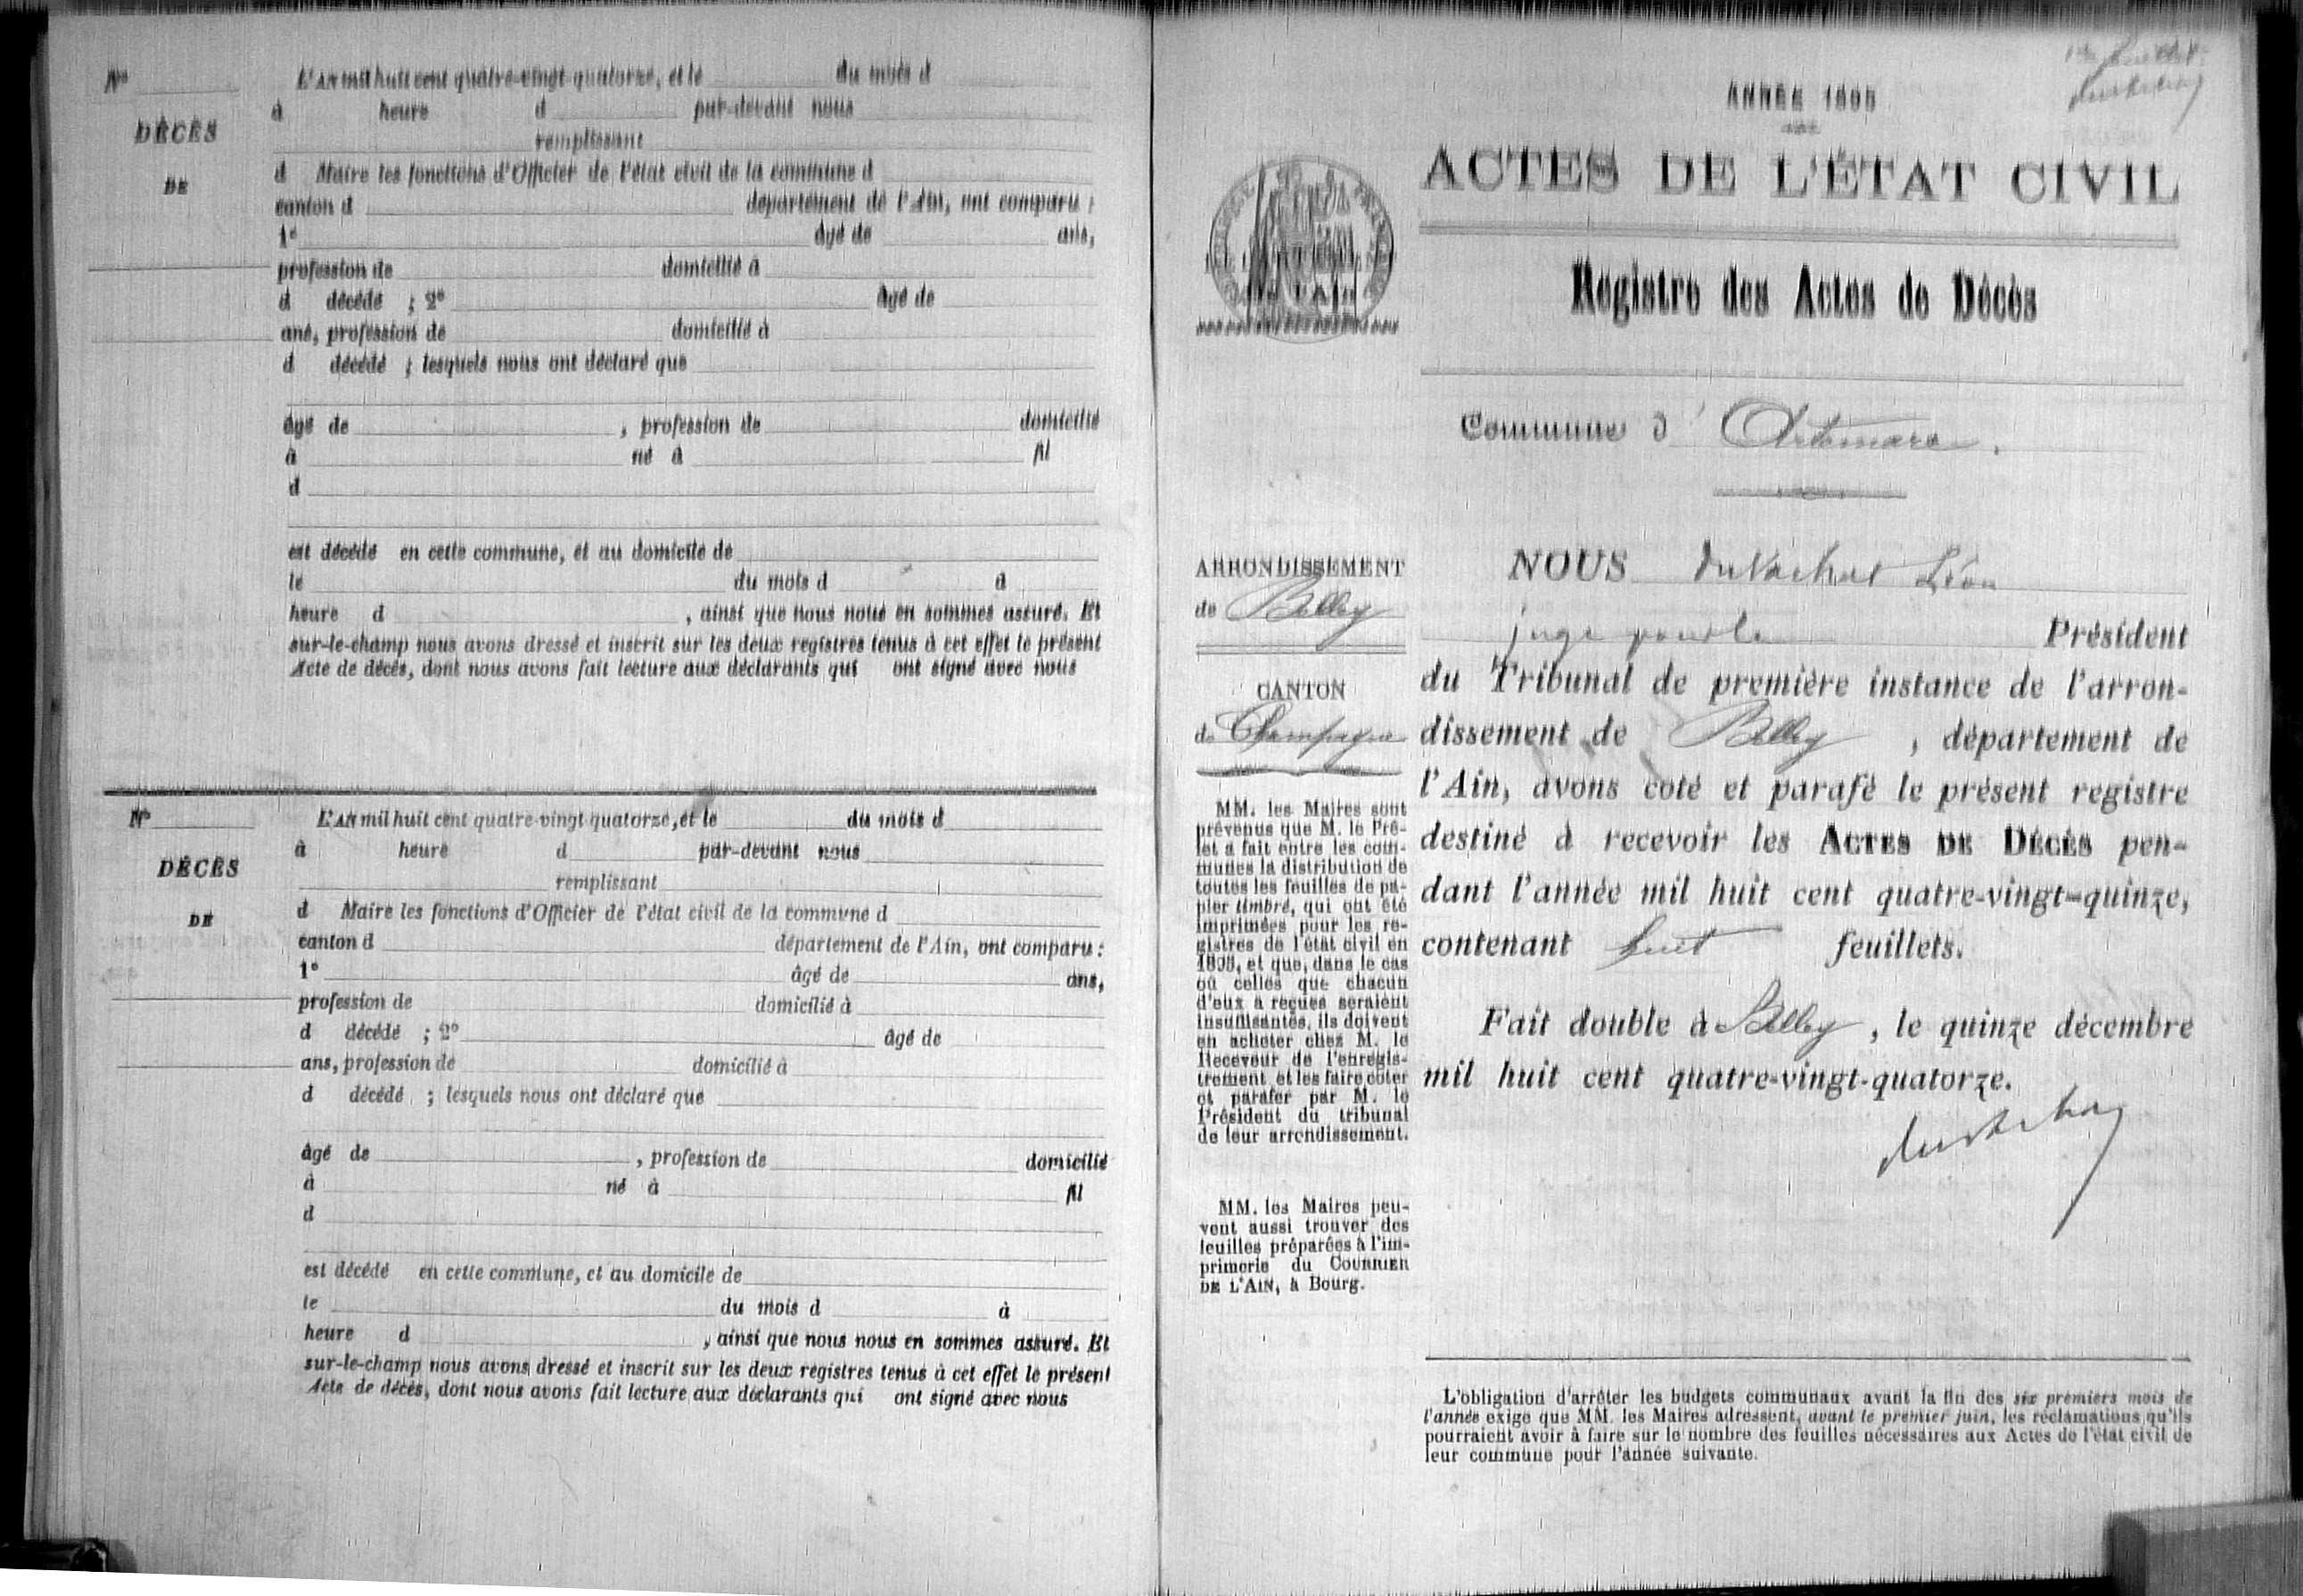 N°
L'AN mil huit cent quatre-vingt-quatorze, et le du mois d
à heure d par-devant nous
DÉCÈS
remplissant
DE
d Maire les fonctions d'Officier de l'état civil de la commune d
canton d département de l'Ain, ont comparu :
1° âgé de ans,
profession de domicilié à
d décédé ; 2° âgé de
ans, profession de domicilié à
d décédé ; lesquels nous ont déclaré que
âgé de , profession de domicilié
à né à fil
d
est décédé en cette commune, et au domicile de
le du mois d à
heure d , ainsi que nous nous en sommes assuré. Et
sur-le-champ nous avons dressé et inscrit sur les deux registres tenus à cet effet le présent
Acte de décès, dont nous avons fait lecture aux déclarants qui ont signé avec nous
N°
L'AN mil huit cent quatre-vingt-quatorze, et le du mois d
à heure d par-devant nous
DÉCÈS
remplissant
DE
d Maire les fonctions d'Officier de l'état civil de la commune d
canton d département de l'Ain, ont comparu :
1° âgé de ans,
profession de domicilié à
d décédé ; 2° âgé de
ans, profession de domicilié à
d décédé ; lesquels nous ont déclaré que
âgé de , profession de domicilié
à né à fil
d
est décédé en cette commune, et au domicile de
le du mois d à
heure d , ainsi que nous nous en sommes assuré. Et
sur-le-champ nous avons dressé et inscrit sur les deux registres tenus à cet effet le présent
Acte de décès, dont nous avons fait lecture aux déclarants qui ont signé avec nous
ANNÉE 1895
ACTES DE L'ÉTAT CIVIL
Registre des Actes de Décès
Commune d'Artemare.
ARRONDISSEMENT
de Belley
CANTON
de Champagne
MM. les Maires sont
prévenus que M. le Pré-
fet a fait entre les com-
munes la distribution de
toutes les feuilles de pa-
pier timbré, qui ont été
imprimées pour les re-
gistres de l'état civil en
1895, et que, dans le cas
où celles que chacun
d'eux a reçues seraient
insuffisantes, ils doivent
en acheter chez M. le
Receveur de l'enregis-
trement et les faire coter
et parafer par M. le
Président du tribunal
de leur arrondissement.
MM. les Maires peu-
vent aussi trouver des
feuilles préparées à l'im-
primerie du COURRIER
DE L'AIN, à Bourg.
NOUS Léon
juge pour le Président
du Tribunal de première instance de l'arron-
dissement de Belley , département de
l'Ain, avons coté et parafé le présent registre
destiné à recevoir les ACTES DE DÉCÈS pen-
dant l'année mil huit cent quatre-vingt-quinze,
contenant huit feuillets.
Fait double à Belley , le quinze décembre
mil huit cent quatre-vingt-quatorze.
L'obligation d'arrêter les budgets communaux avant la fin des six premiers mois de
l'année exige que MM. les Maires adressent, avant le premier juin, les réclamations qu'ils
pourraient avoir à faire sur le nombre des feuilles nécessaires aux Actes de l'état civil de
leur commune pour l'année suivante.